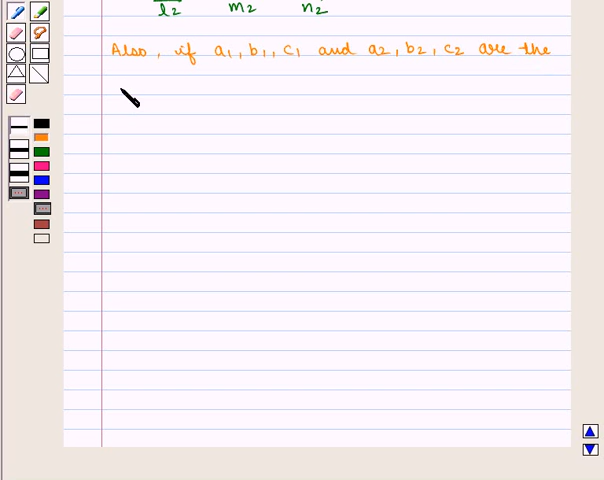 l2 m2 n2
Also, if a1, b1, c1 and a2, b2, c2 are the